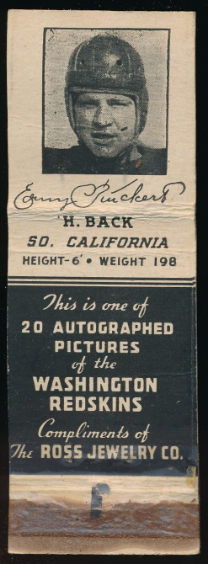 Erny Pinckert
H. BACK
SO. CALIFORNIA
HEIGHT-6' • WEIGHT 198
This is one of
20 AUTOGRAPHED
PICTURES
of the
WASHINGTON
REDSKINS
Compliments of
The ROSS JEWELRY CO.